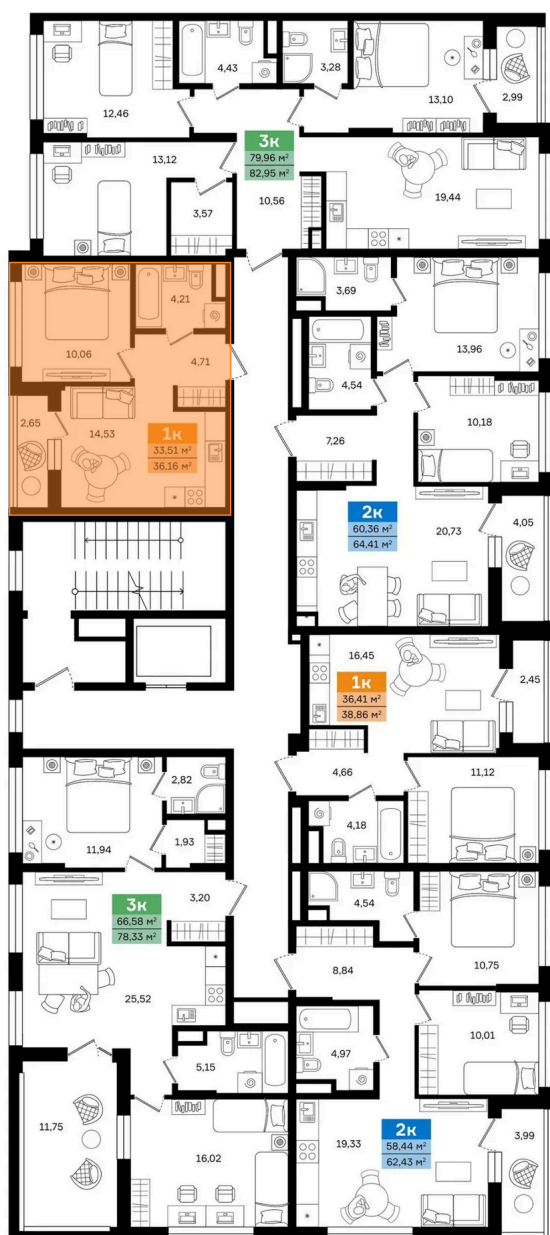 4,43
3,28
2,99
12,46
13,10
3к
79,96 м²
82,95 м²
13,12
19,44
3,57
10,56
4,21
3,69
10,06
4,71
13,96
4,54
2,65
14,53
1к
33,51 м²
36,16 м²
10,18
7,26
2к
60,36 м²
64,41 м²
20,73
4,05
16,45
1к
36,41 м²
38,86 м²
2,45
2,82
4,66
11,12
4,18
1,93
11,94
3к
66,58 м²
78,33 м²
3,20
4,54
8,84
10,75
25,52
10,01
5,15
4,97
11,75
16,02
19,33
2к
58,44 м²
62,43 м²
3,99